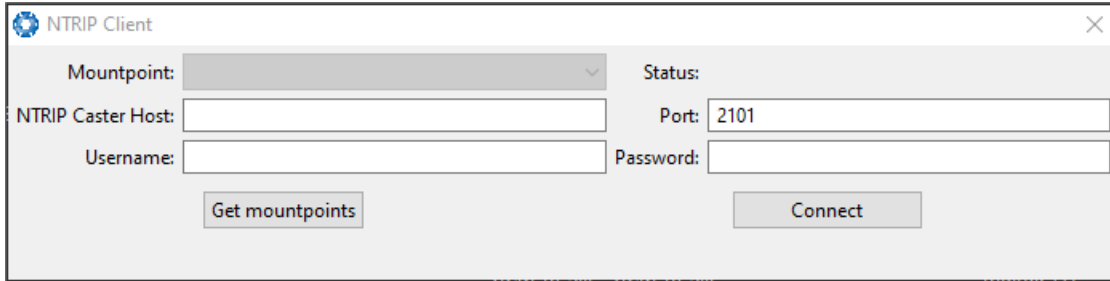 NTRIP Client
Mountpoint: Status:
NTRIP Caster Host: Port: 2101
Username: Password:
Get mountpoints Connect